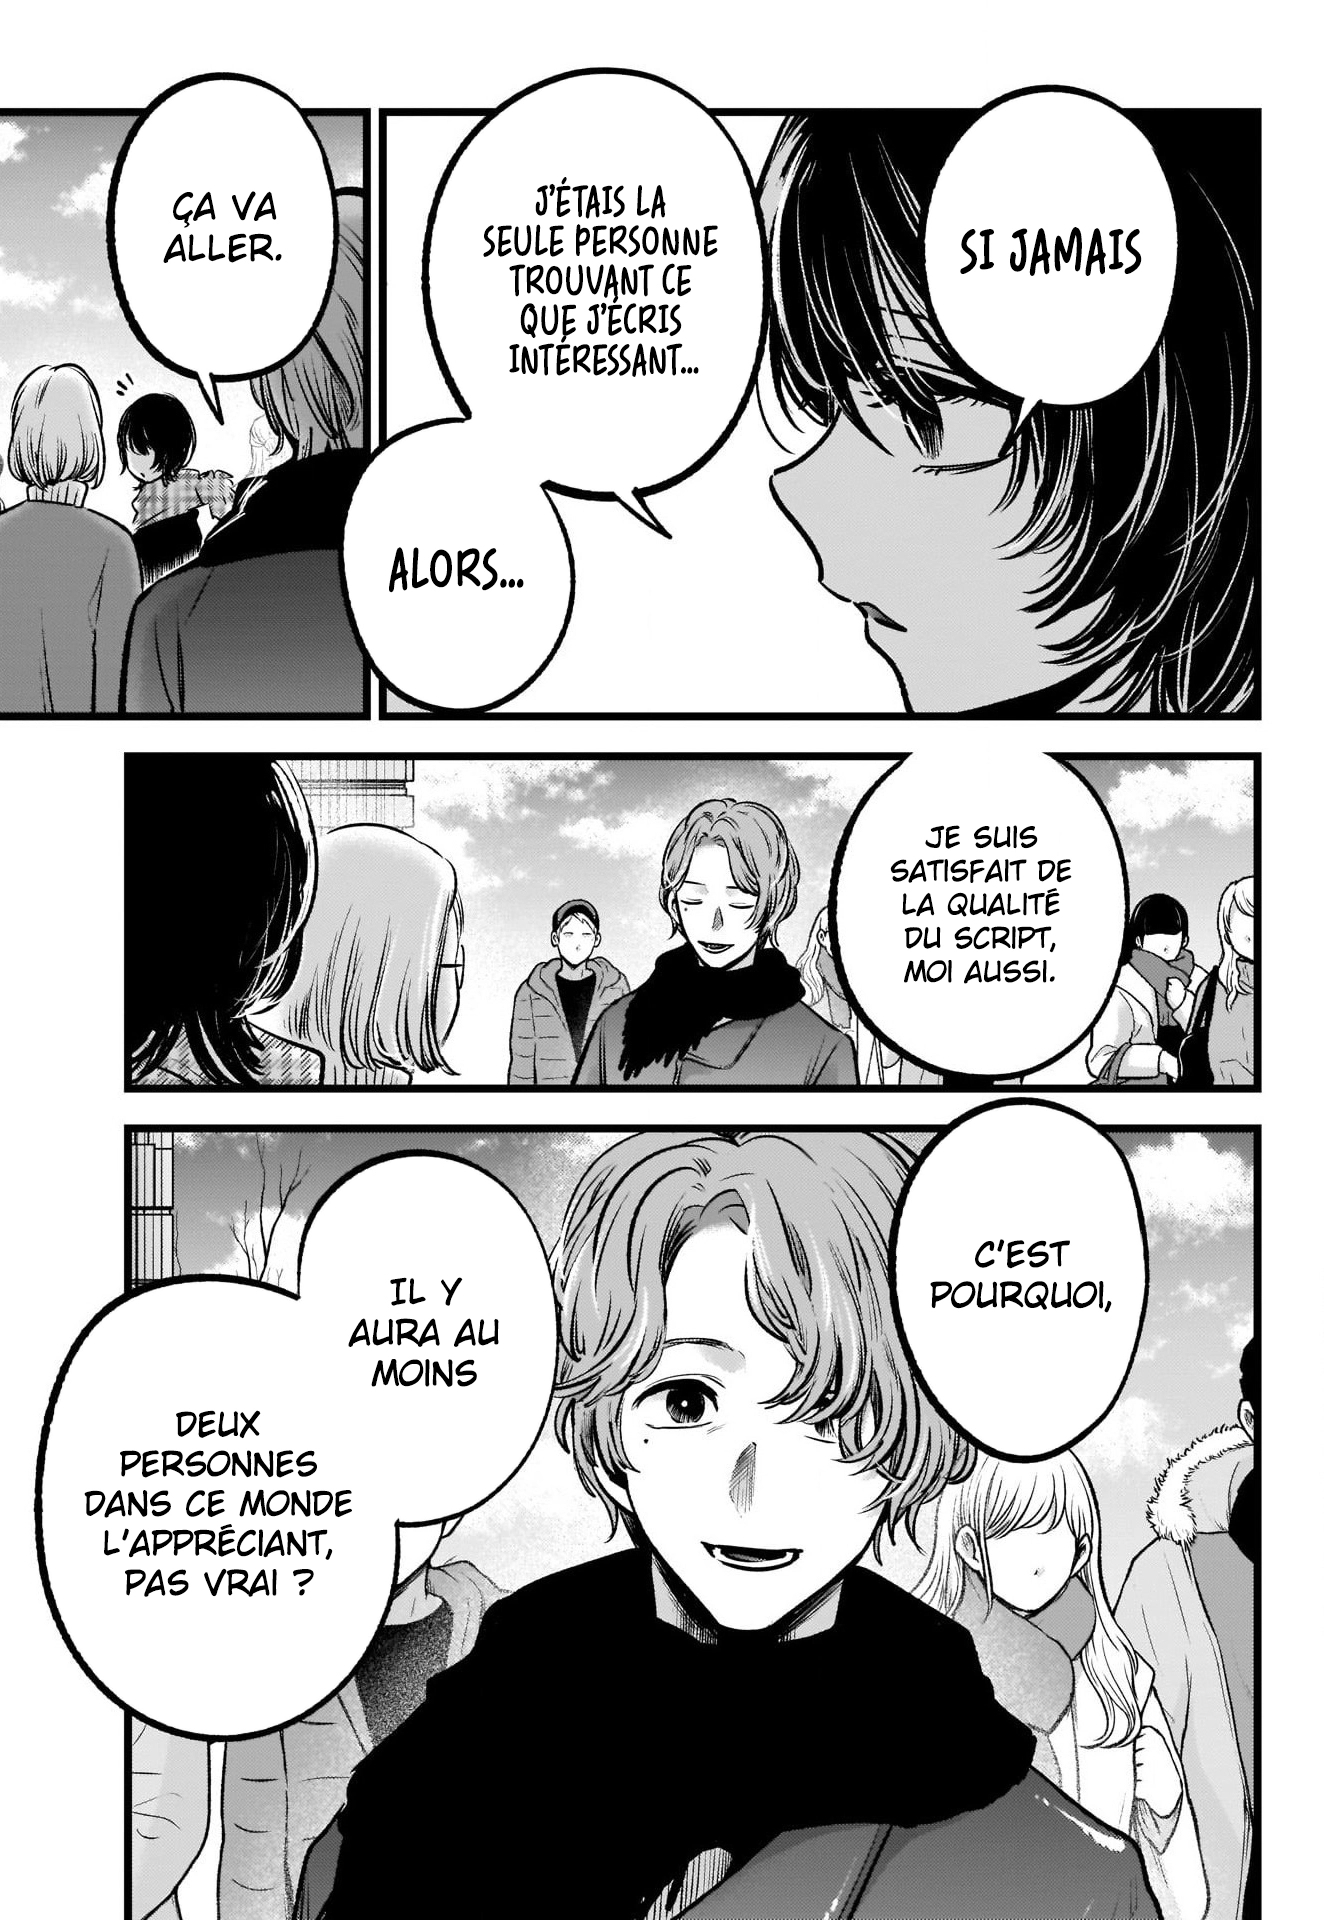 SI JAMAIS
J'ÉTAIS LA
SEULE PERSONNE
TROUVANT CE
QUE J'ÉCRIS
INTÉRESSANT...
ALORS...
ÇA VA
ALLER.
JE SUIS
SATISFAIT DE
LA QUALITÉ
DU SCRIPT,
MOI AUSSI.
C'EST
POURQUOI,
IL Y
AURA AU
MOINS
DEUX
PERSONNES
DANS CE MONDE
L'APPRÉCIANT,
PAS VRAI ?